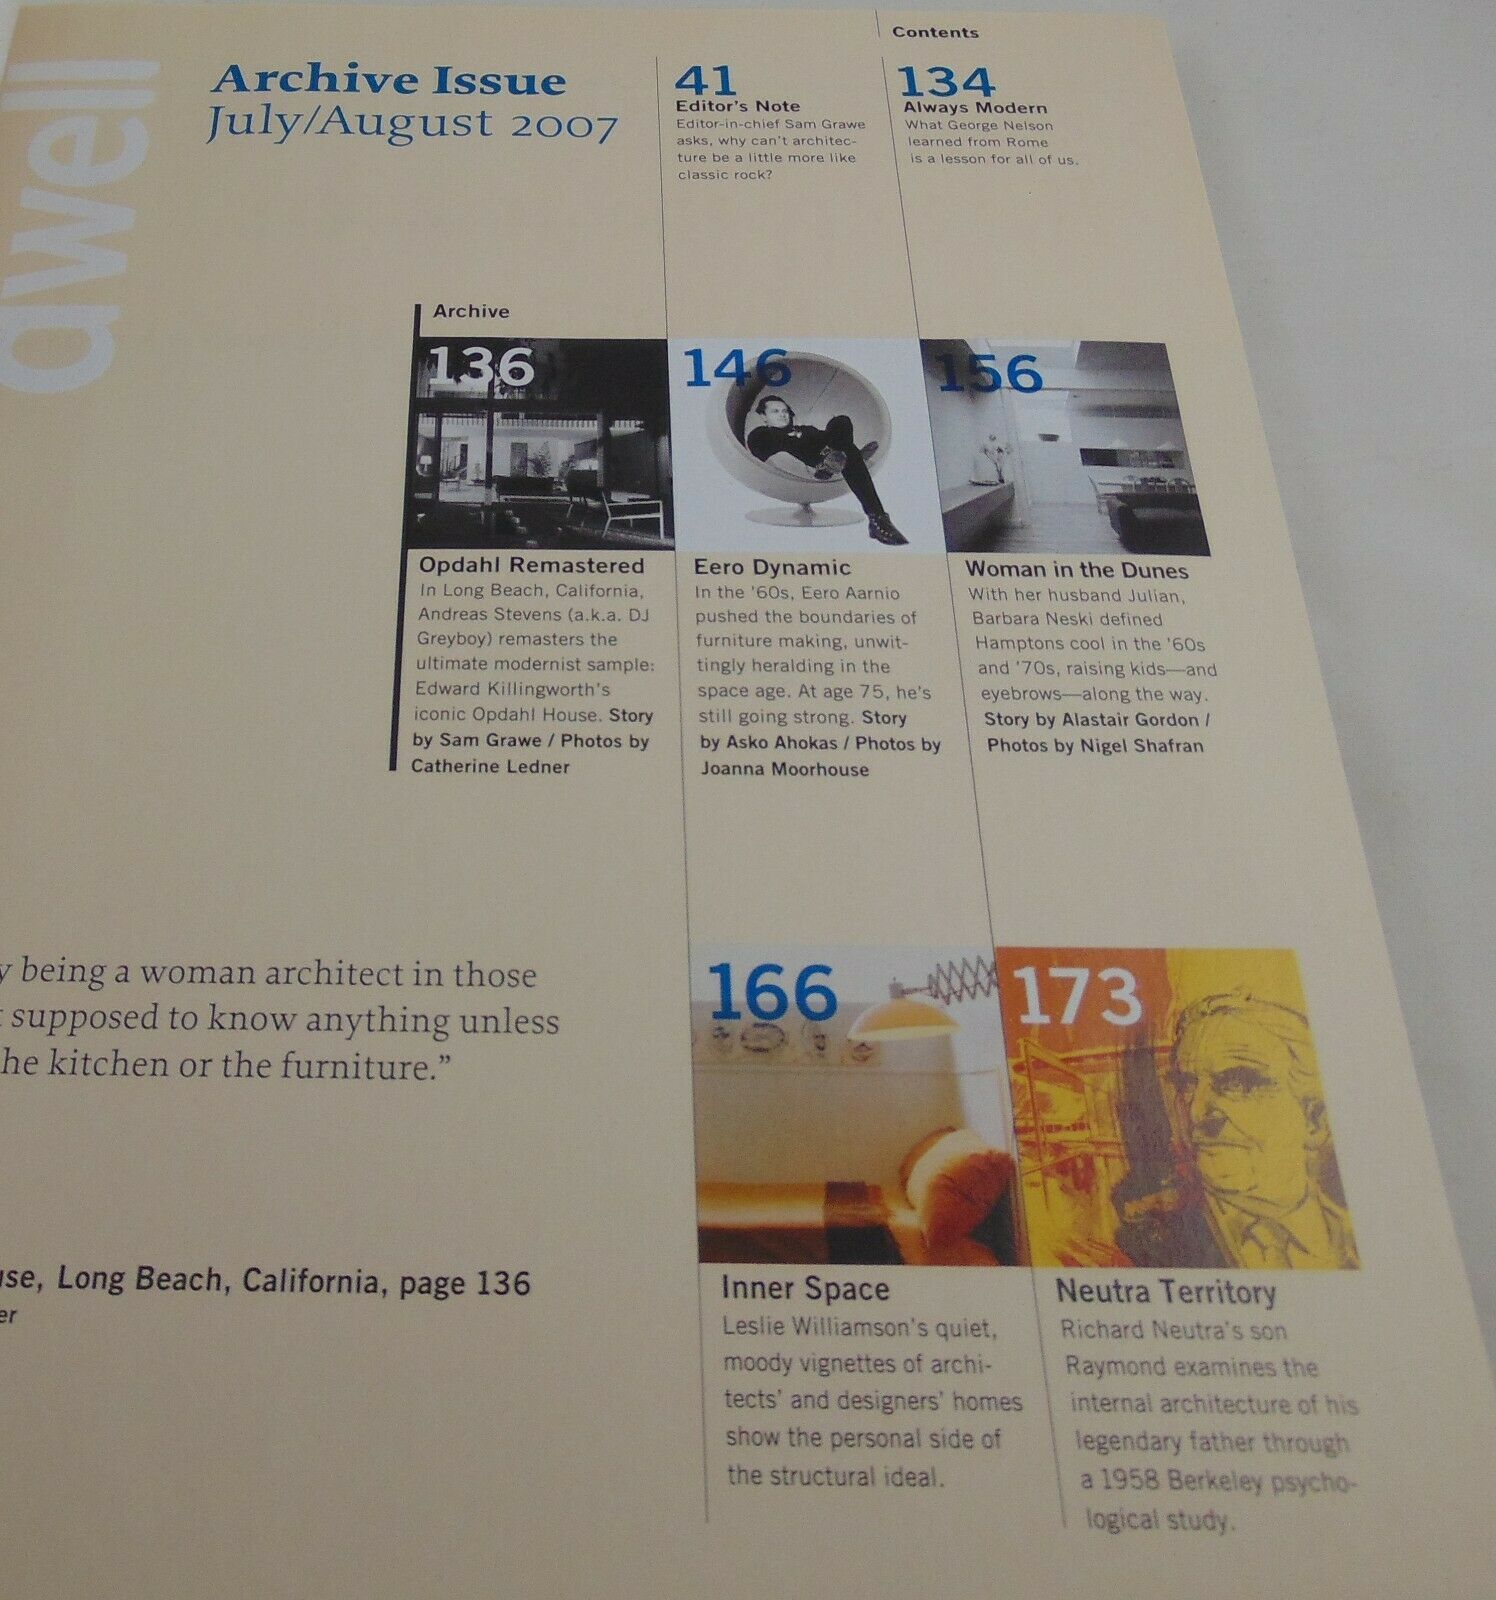 dwell
Archive Issue
July/August 2007
Contents
41
Editor's Note
Editor-in-chief Sam Grawe
asks, why can't architec-
ture be a little more like
classic rock?
134
Always Modern
What George Nelson
learned from Rome
is a lesson for all of us.
Archive
136
Opdahl Remastered
In Long Beach, California,
Andreas Stevens (a.k.a. DJ
Greyboy) remasters the
ultimate modernist sample:
Edward Killingworth's
iconic Opdahl House. Story
by Sam Grawe / Photos by
Catherine Ledner
146
Eero Dynamic
In the '60s, Eero Aarnio
pushed the boundaries of
furniture making, unwit-
tingly heralding in the
space age. At age 75, he's
still going strong. Story
by Asko Ahokas / Photos by
Joanna Moorhouse
156
Woman in the Dunes
With her husband Julian,
Barbara Neski defined
Hamptons cool in the '60s
and '70s, raising kids—and
eyebrows—along the way.
Story by Alastair Gordon /
Photos by Nigel Shafran
y being a woman architect in those
t supposed to know anything unless
he kitchen or the furniture.”
use, Long Beach, California, page 136
er
166
Inner Space
Leslie Williamson's quiet,
moody vignettes of archi-
tects' and designers' homes
show the personal side of
the structural ideal.
173
Neutra Territory
Richard Neutra's son
Raymond examines the
internal architecture of his
legendary father through
a 1958 Berkeley psycho-
logical study.